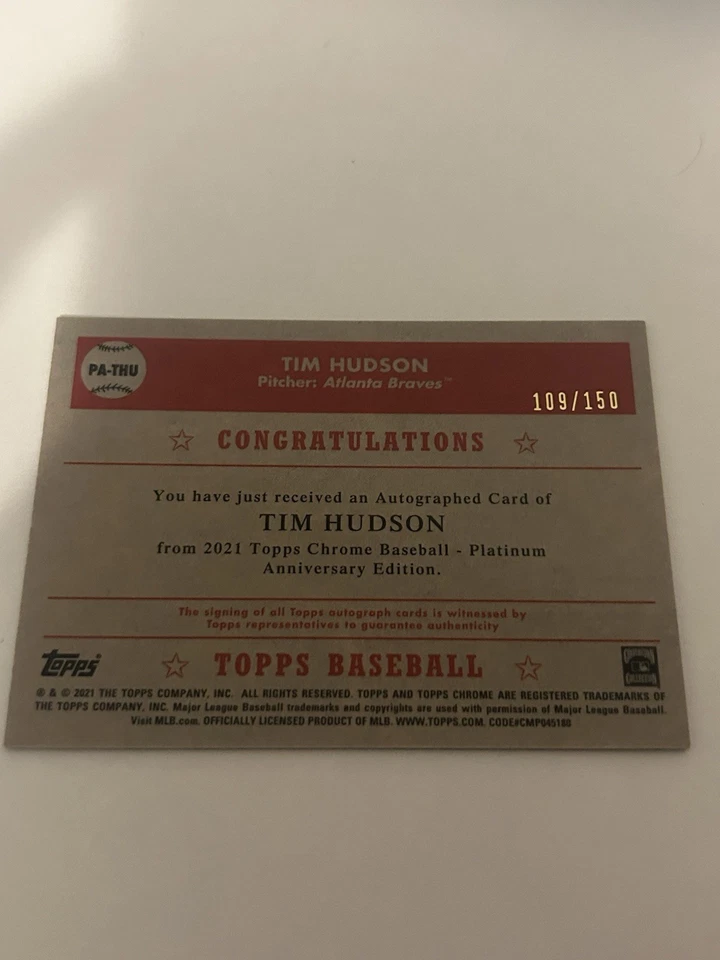 PA-THU
TIM HUDSON
Pitcher: Atlanta Braves™
109/150
CONGRATULATIONS
You have just received an Autographed Card of
TIM HUDSON
from 2021 Topps Chrome Baseball - Platinum
Anniversary Edition.
The signing of all Topps autograph cards is witnessed by
Topps representatives to guarantee authenticity
Topps
TOPPS BASEBALL
® & © 2021 THE TOPPS COMPANY, INC. ALL RIGHTS RESERVED. TOPPS AND TOPPS CHROME ARE REGISTERED TRADEMARKS OF
THE TOPPS COMPANY, INC. Major League Baseball trademarks and copyrights are used with permission of Major League Baseball.
Visit MLB.com. OFFICIALLY LICENSED PRODUCT OF MLB. WWW.TOPPS.COM. CODE#CMP045180